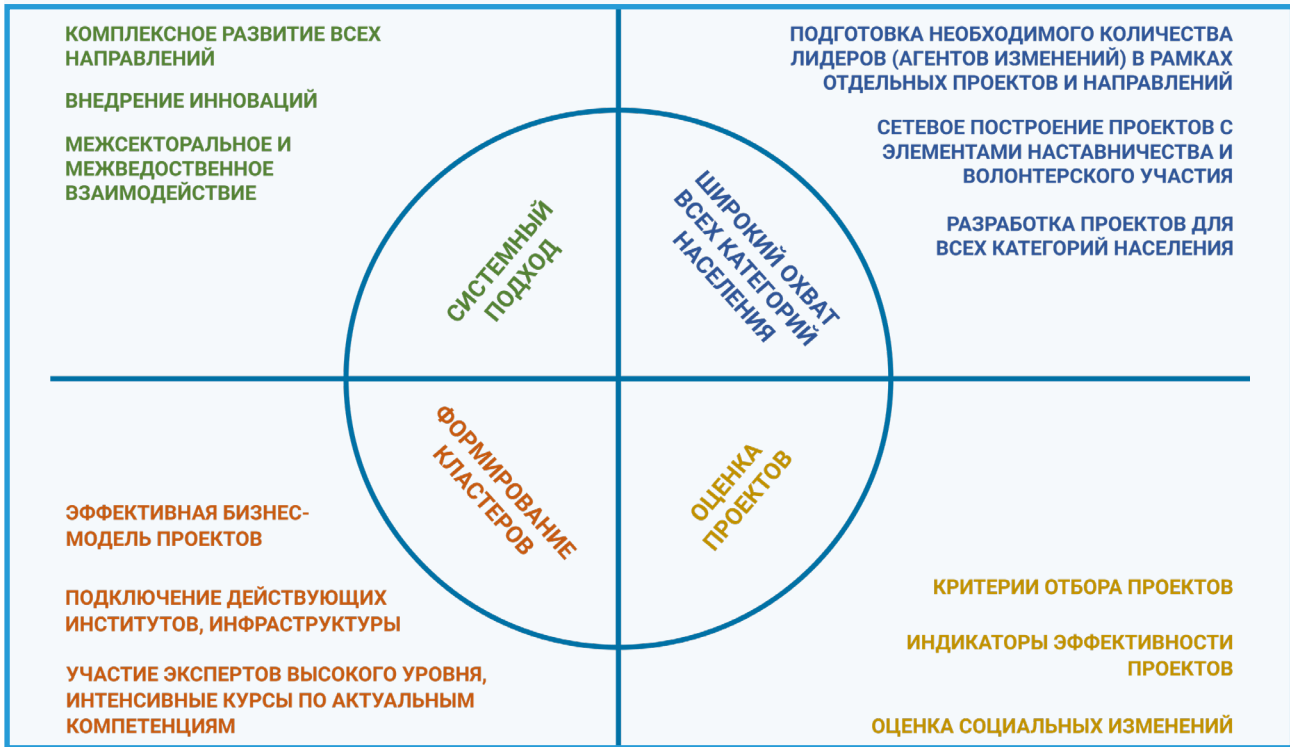 КОМПЛЕКСНОЕ РАЗВИТИЕ ВСЕХ
НАПРАВЛЕНИЙ
ВНЕДРЕНИЕ ИННОВАЦИЙ
МЕЖСЕКТОРАЛЬНОЕ И
МЕЖВЕДОСТВЕННОЕ
ВЗАИМОДЕЙСТВИЕ
СИСТЕМНЫЙ
ПОДХОД
ПОДГОТОВКА НЕОБХОДИМОГО КОЛИЧЕСТВА
ЛИДЕРОВ (АГЕНТОВ ИЗМЕНЕНИЙ) В РАМКАХ
ОТДЕЛЬНЫХ ПРОЕКТОВ И НАПРАВЛЕНИЙ
СЕТЕВОЕ ПОСТРОЕНИЕ ПРОЕКТОВ С
ЭЛЕМЕНТАМИ НАСТАВНИЧЕСТВА И
ВОЛОНТЕРСКОГО УЧАСТИЯ
РАЗРАБОТКА ПРОЕКТОВ ДЛЯ
ВСЕХ КАТЕГОРИЙ НАСЕЛЕНИЯ
ШИРОКИЙ ОХВАТ
ВСЕХ КАТЕГОРИЙ
НАСЕЛЕНИЯ
ФОРМИРОВАНИЕ
КЛАСТЕРОВ
ЭФФЕКТИВНАЯ БИЗНЕС-
МОДЕЛЬ ПРОЕКТОВ
ПОДКЛЮЧЕНИЕ ДЕЙСТВУЮЩИХ
ИНСТИТУТОВ, ИНФРАСТРУКТУРЫ
УЧАСТИЕ ЭКСПЕРТОВ ВЫСОКОГО УРОВНЯ,
ИНТЕНСИВНЫЕ КУРСЫ ПО АКТУАЛЬНЫМ
КОМПЕТЕНЦИЯМ
ОЦЕНКА
ПРОЕКТОВ
КРИТЕРИИ ОТБОРА ПРОЕКТОВ
ИНДИКАТОРЫ ЭФФЕКТИВНОСТИ
ПРОЕКТОВ
ОЦЕНКА СОЦИАЛЬНЫХ ИЗМЕНЕНИЙ